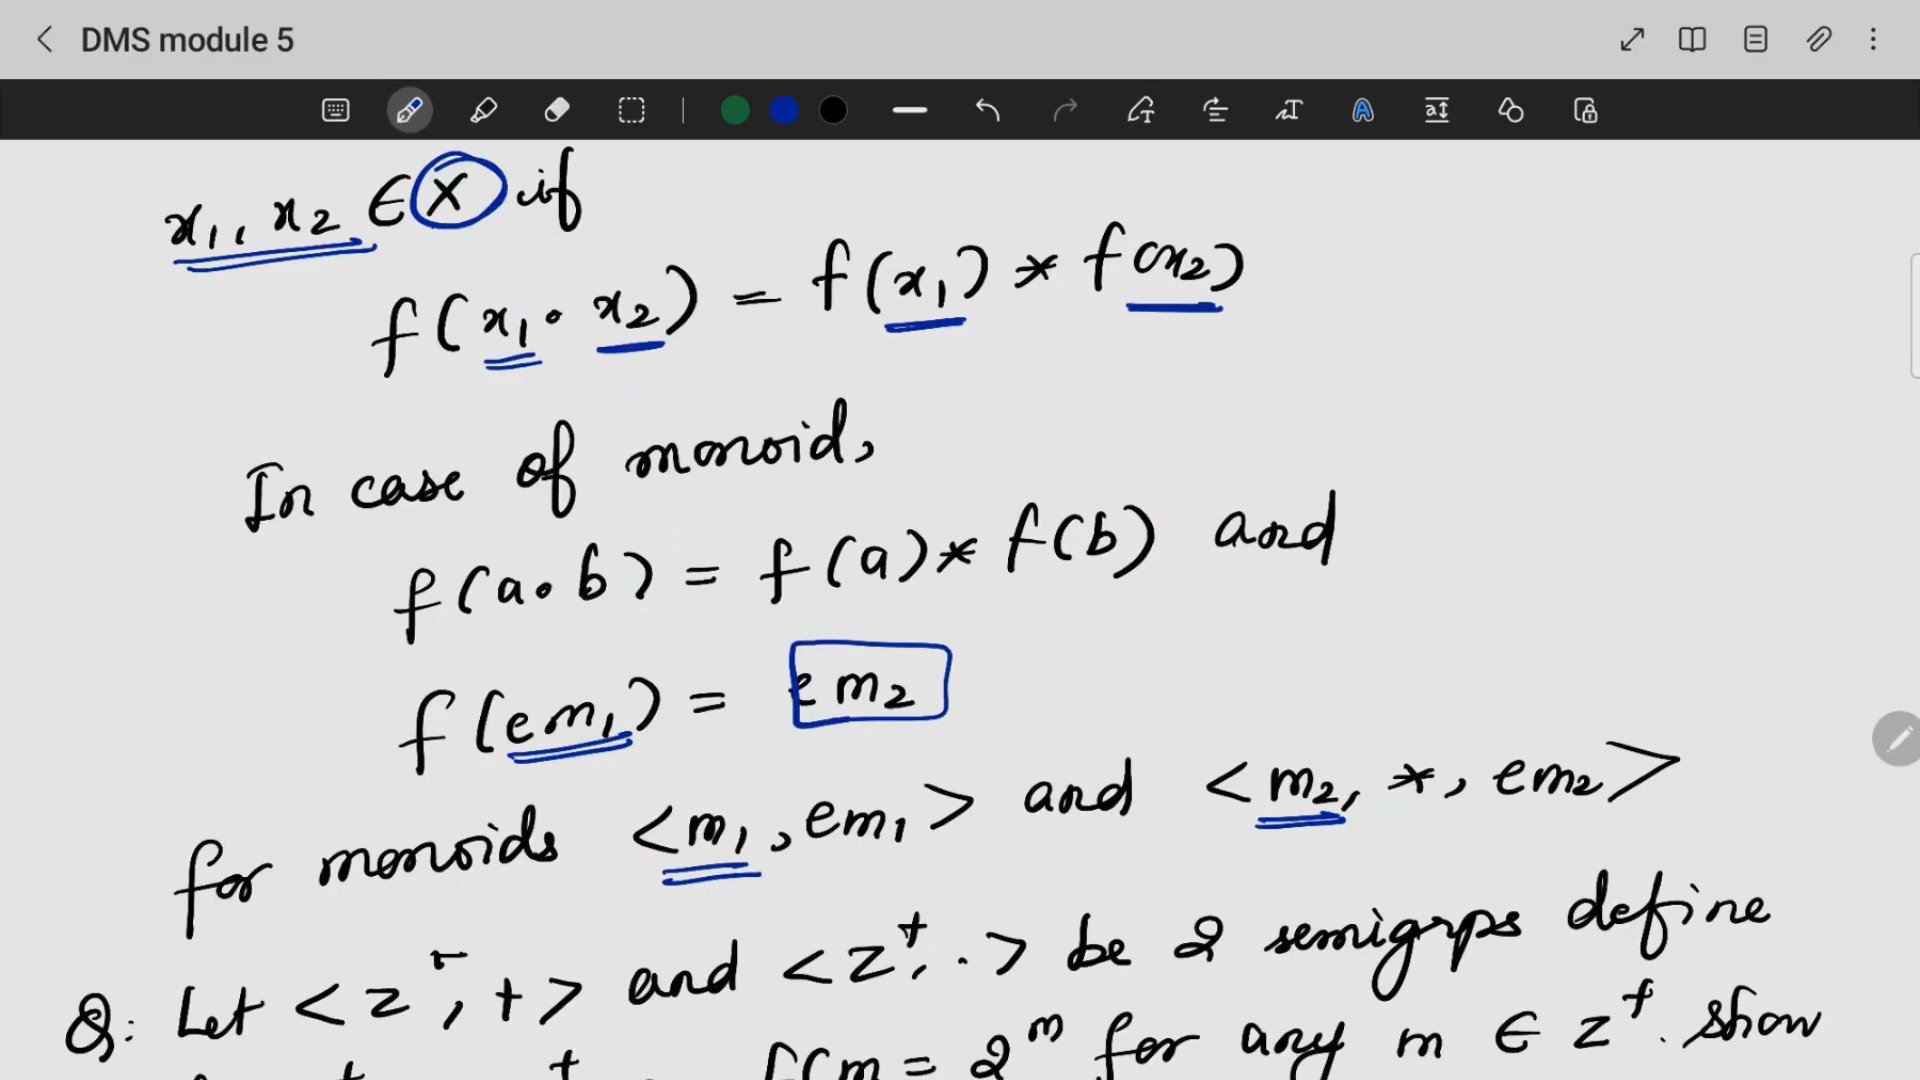 DMS module 5
x₁, x₂ ∈ X if
f(x₁ ∘ x₂) = f(x₁) * f(x₂)
In case of monoid,
f(a∘b) = f(a) * f(b) and
f(em₁) = em₂
for monoids <m₁, em₁> and <m₂, *, em₂>
Q: Let <z⁺, +> and <z⁺, .> be 2 semigrps define
f(m = 2ᵐ for any m ∈ z⁺. show